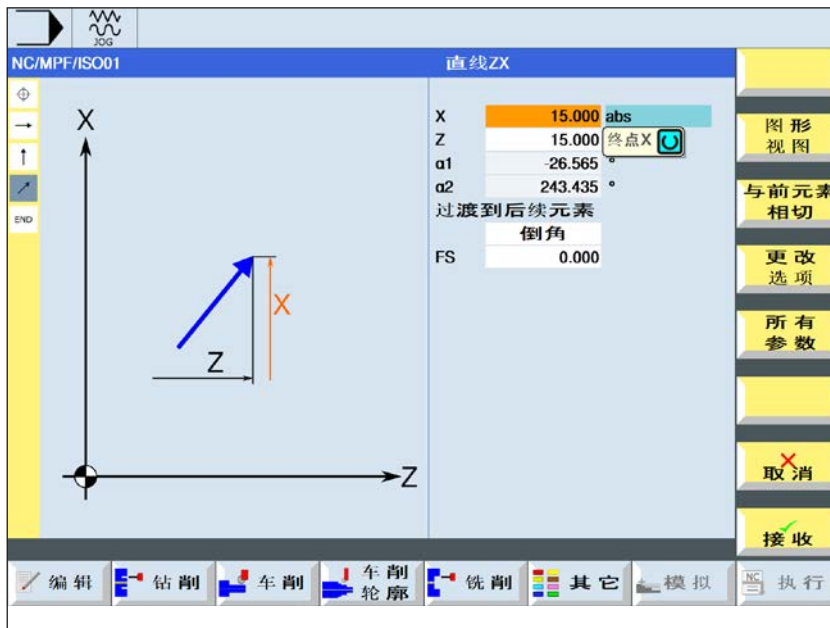 JOG
NC/MPF/ISO01
直线ZX
X 15.000 abs
Z 15.000 终点X
α1 -26.565 °
α2 243.435 °
过渡到后续元素
倒角
FS 0.000
END
X
X
Z
Z
图形
视图
与前元素
相切
更改
选项
所有
参数
取消
接收
编辑
钻削
车削
车削
轮廓
铣削
其它
模拟
NC
执行